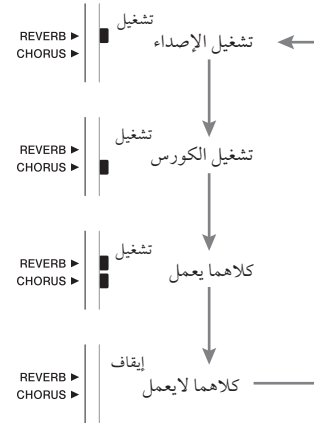 تشغيل
REVERB ►
تشغيل الإصداء
CHORUS ►
تشغيل
REVERB ►
تشغيل الكورس
CHORUS ►
تشغيل
REVERB ►
كلاهما يعمل
CHORUS ►
إيقاف
REVERB ►
كلاهما لايعمل
CHORUS ►